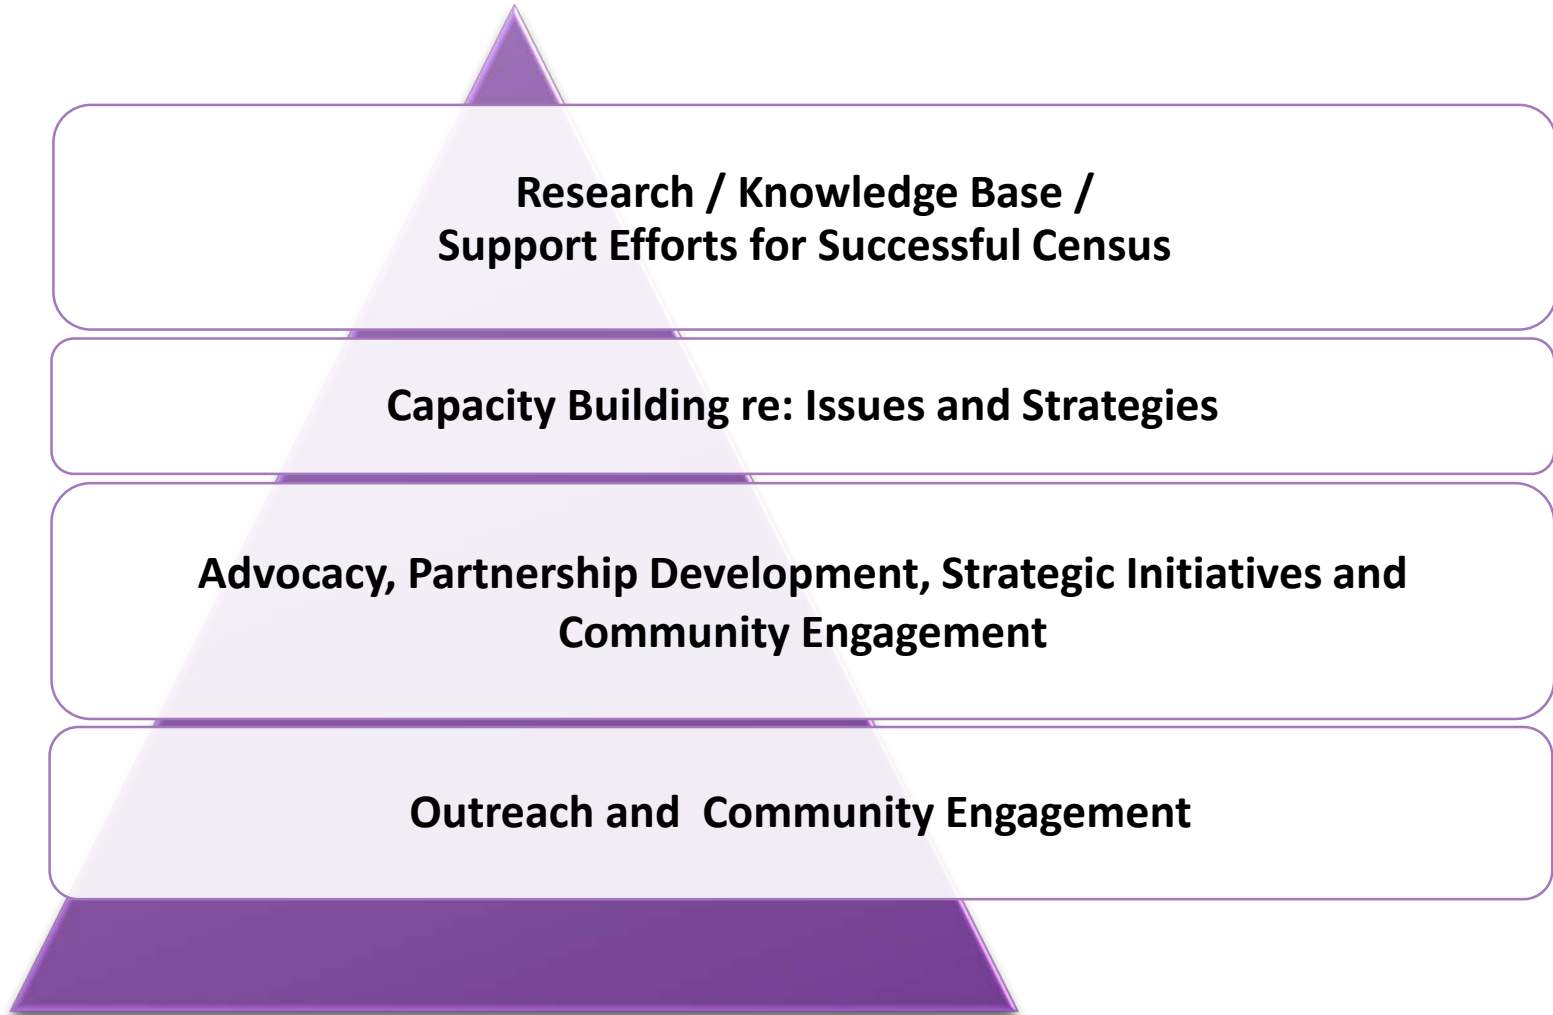 Research / Knowledge Base /
Support Efforts for Successful Census
Capacity Building re: Issues and Strategies
Advocacy, Partnership Development, Strategic Initiatives and
Community Engagement
Outreach and  Community Engagement